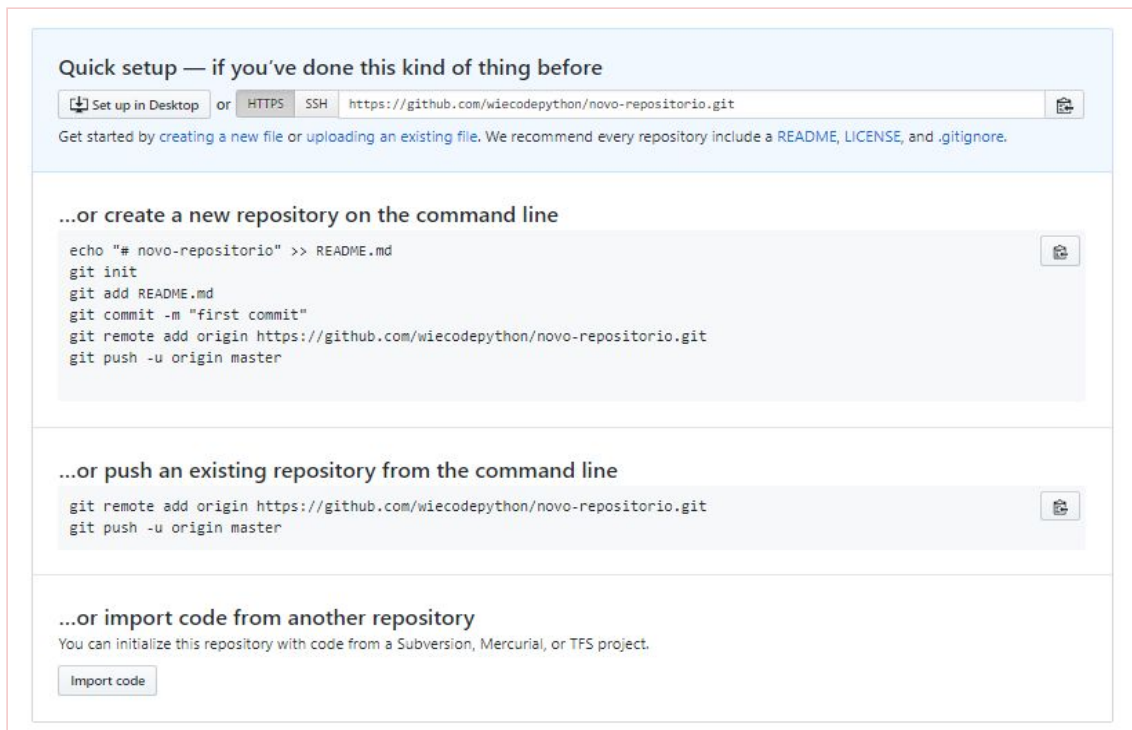 Quick setup — if you’ve done this kind of thing before
Set up in Desktop or HTTPS SSH https://github.com/wiecodepython/novo-repositorio.git
Get started by creating a new file or uploading an existing file. We recommend every repository include a README, LICENSE, and .gitignore.
...or create a new repository on the command line
echo "# novo-repositorio" >> README.md
git init
git add README.md
git commit -m "first commit"
git remote add origin https://github.com/wiecodepython/novo-repositorio.git
git push -u origin master
...or push an existing repository from the command line
git remote add origin https://github.com/wiecodepython/novo-repositorio.git
git push -u origin master
...or import code from another repository
You can initialize this repository with code from a Subversion, Mercurial, or TFS project.
Import code